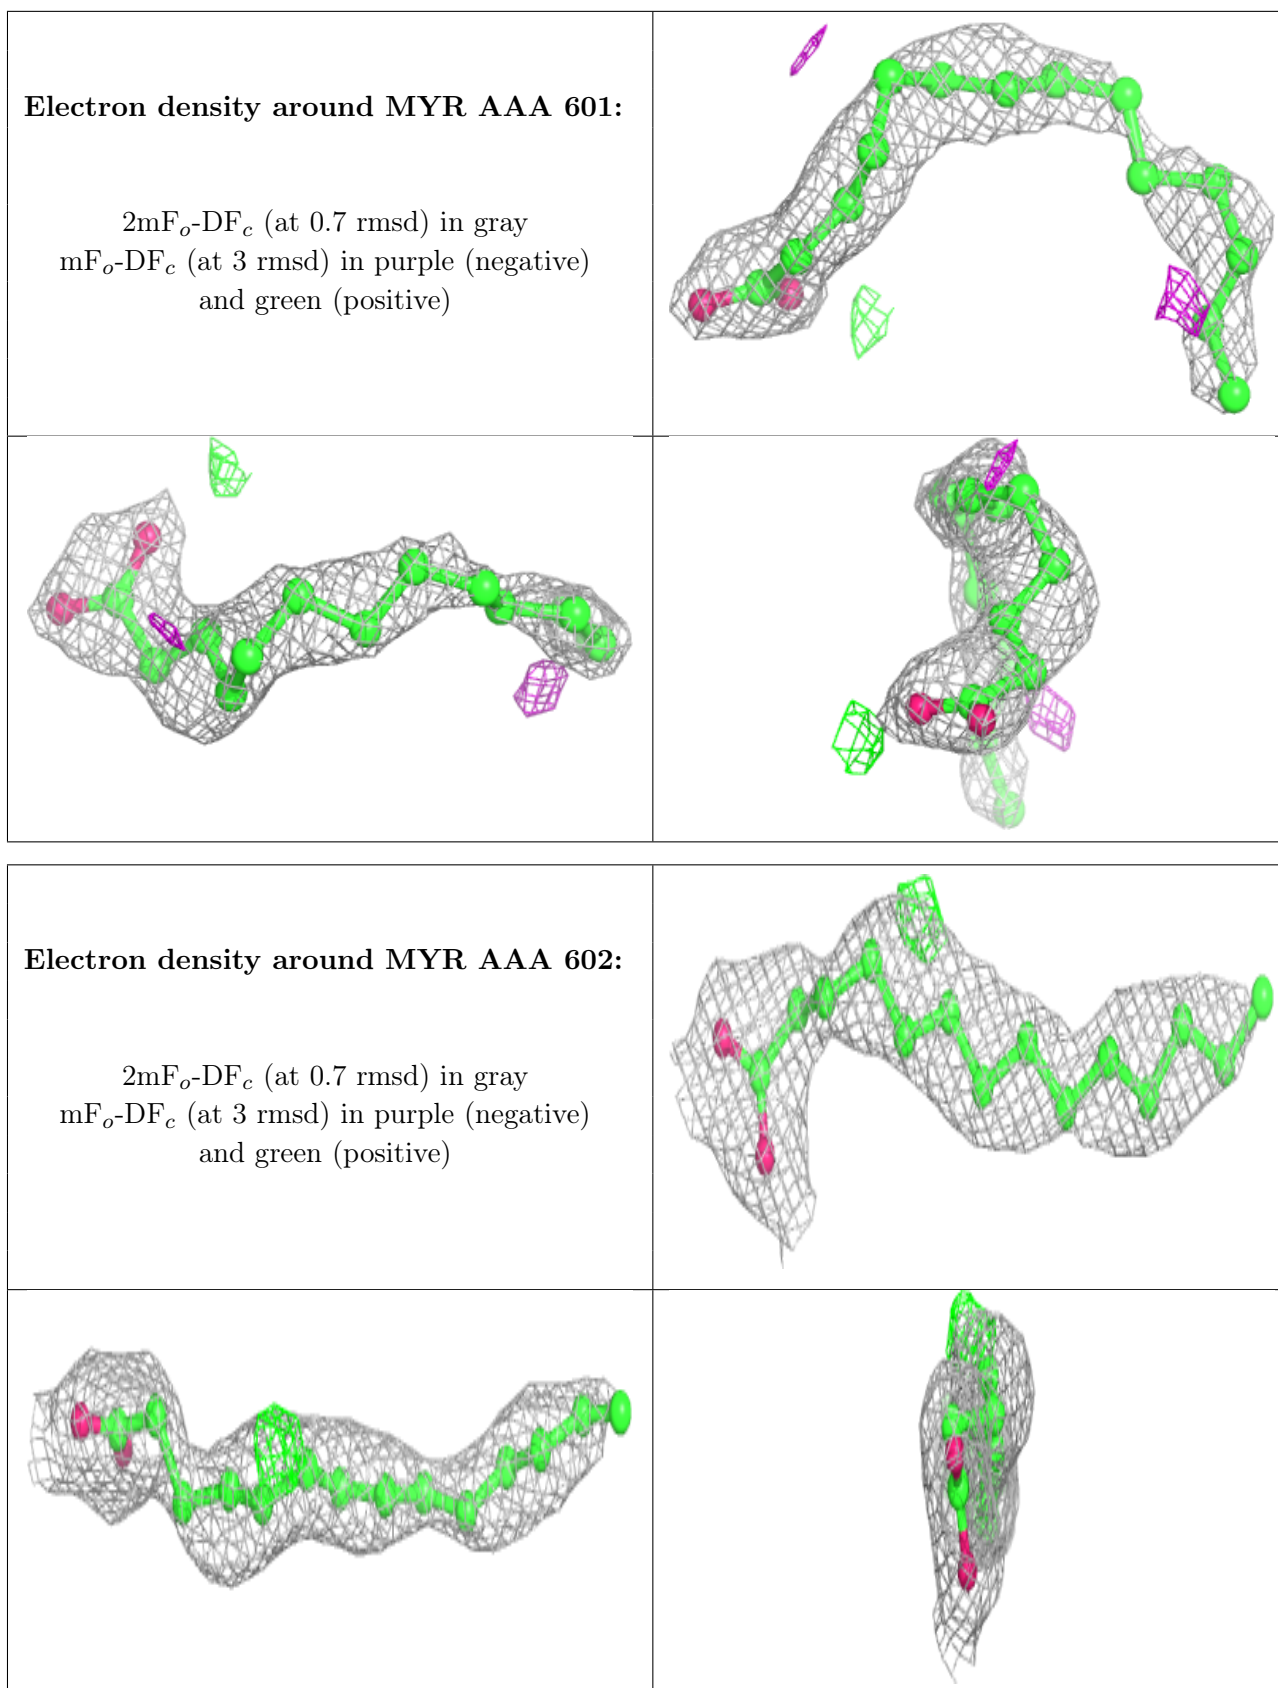 Electron density around MYR AAA 601:
2mFo-DFc (at 0.7 rmsd) in gray
mFo-DFc (at 3 rmsd) in purple (negative)
and green (positive)
Electron density around MYR AAA 602:
2mFo-DFc (at 0.7 rmsd) in gray
mFo-DFc (at 3 rmsd) in purple (negative)
and green (positive)